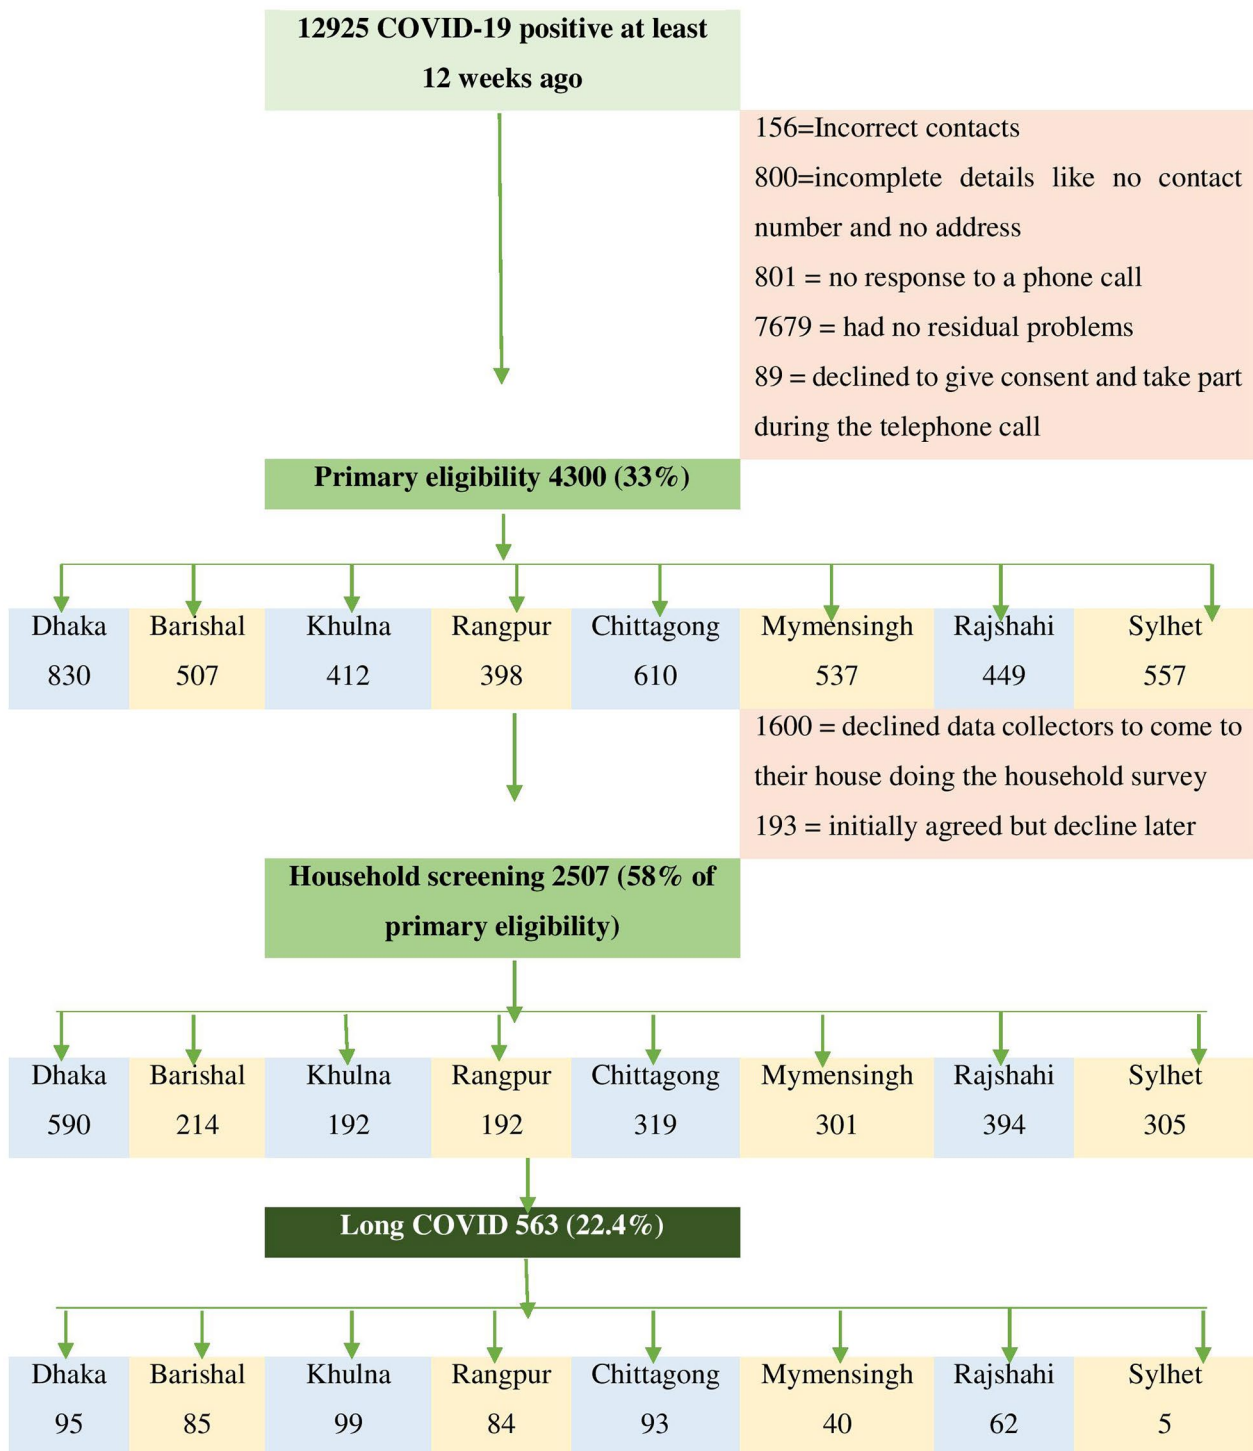 12925 COVID-19 positive at least
12 weeks ago
156=Incorrect contacts
800=incomplete details like no contact
number and no address
801 = no response to a phone call
7679 = had no residual problems
89 = declined to give consent and take part
during the telephone call
Primary eligibility 4300 (33%)
Dhaka Barishal Khulna Rangpur Chittagong Mymensingh Rajshahi Sylhet
830 507 412 398 610 537 449 557
1600 = declined data collectors to come to
their house doing the household survey
193 = initially agreed but decline later
Household screening 2507 (58% of
primary eligibility)
Dhaka Barishal Khulna Rangpur Chittagong Mymensingh Rajshahi Sylhet
590 214 192 192 319 301 394 305
Long COVID 563 (22.4%)
Dhaka Barishal Khulna Rangpur Chittagong Mymensingh Rajshahi Sylhet
95 85 99 84 93 40 62 5